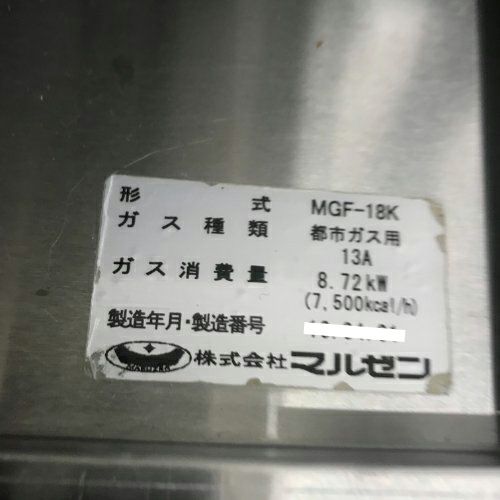 形式 MGF-18K
ガス種類 都市ガス用
13A
ガス消費量 8.72kW
(7,500kcal/h)
製造年月・製造番号
MARUZEN 株式会社 マルゼン